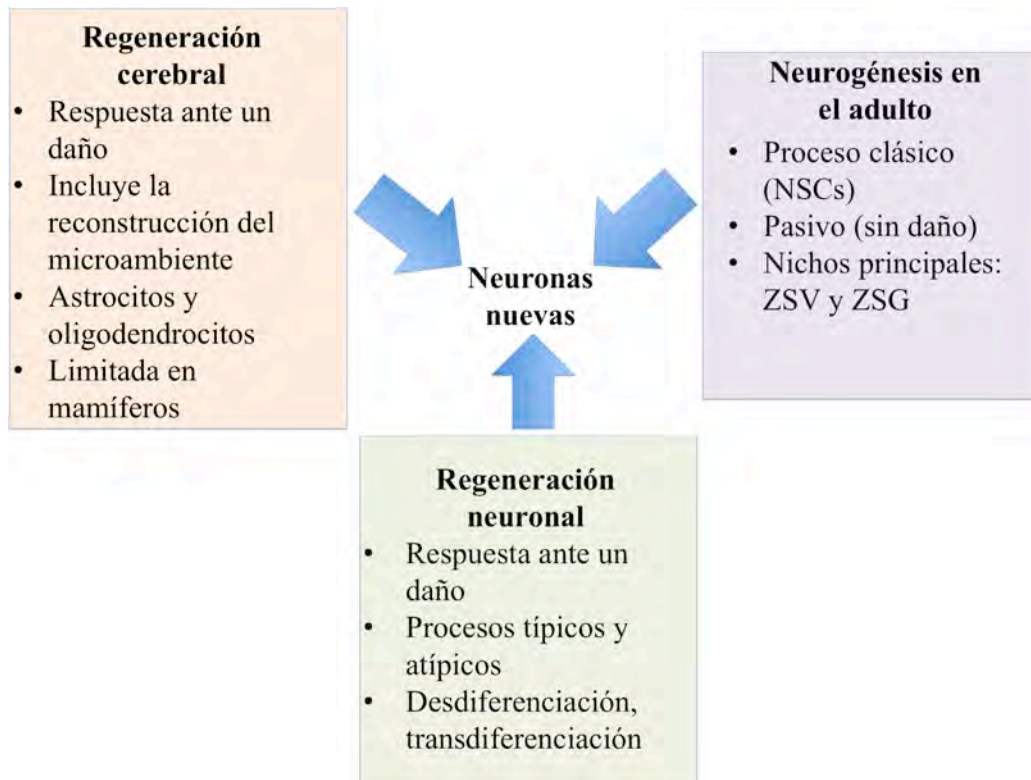 Regeneración
cerebral
• Respuesta ante un
daño
• Incluye la
reconstrucción del
microambiente
• Astrocitos y
oligodendrocitos
• Limitada en
mamíferos
Neurogénesis en
el adulto
• Proceso clásico
(NSCs)
• Pasivo (sin daño)
• Nichos principales:
ZSV y ZSG
Neuronas
nuevas
Regeneración
neuronal
• Respuesta ante un
daño
• Procesos típicos y
atípicos
• Desdiferenciación,
transdiferenciación